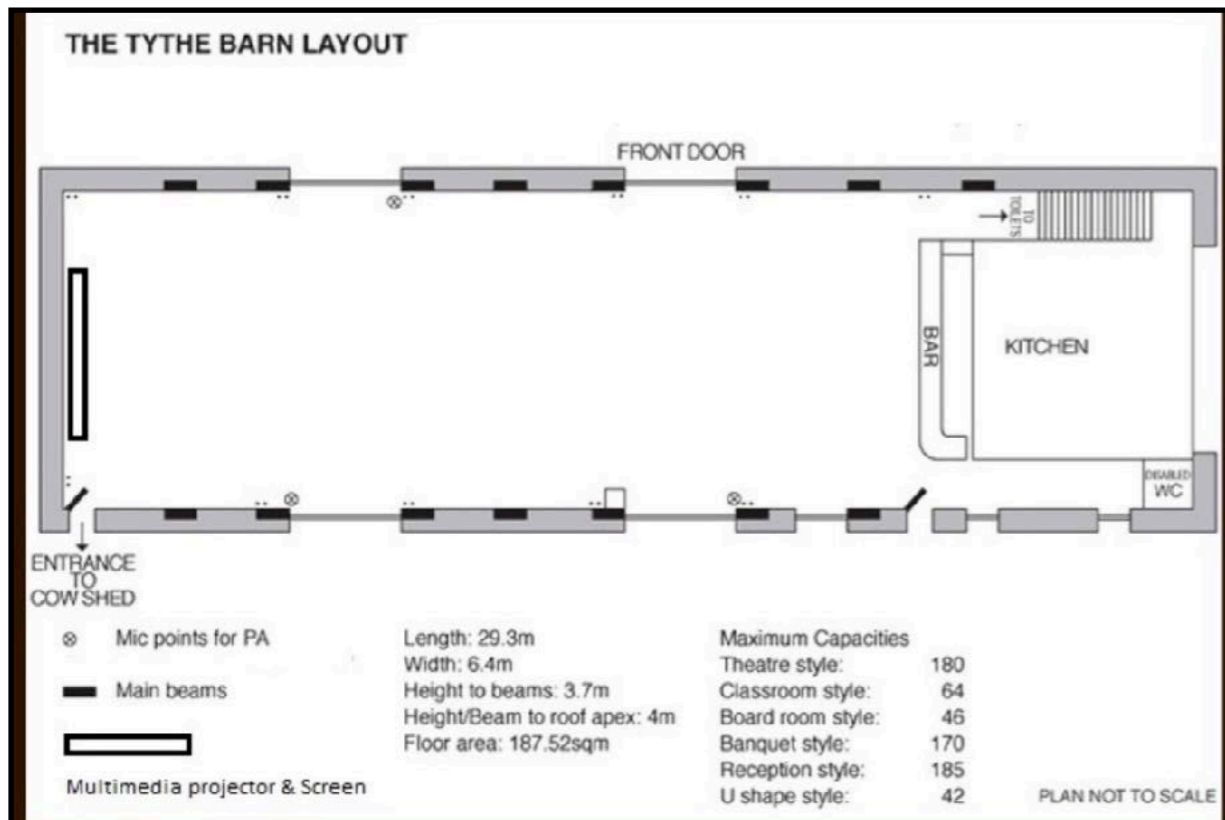 THE TYTHE BARN LAYOUT
FRONT DOOR
TO
TOILETS
BAR
KITCHEN
DISABLED
WC
ENTRANCE
TO
COW SHED
Mic points for PA
Main beams
Multimedia projector & Screen
Length: 29.3m
Width: 6.4m
Height to beams: 3.7m
Height/Beam to roof apex: 4m
Floor area: 187.52sqm
Maximum Capacities
Theatre style: 180
Classroom style: 64
Board room style: 46
Banquet style: 170
Reception style: 185
U shape style: 42
PLAN NOT TO SCALE